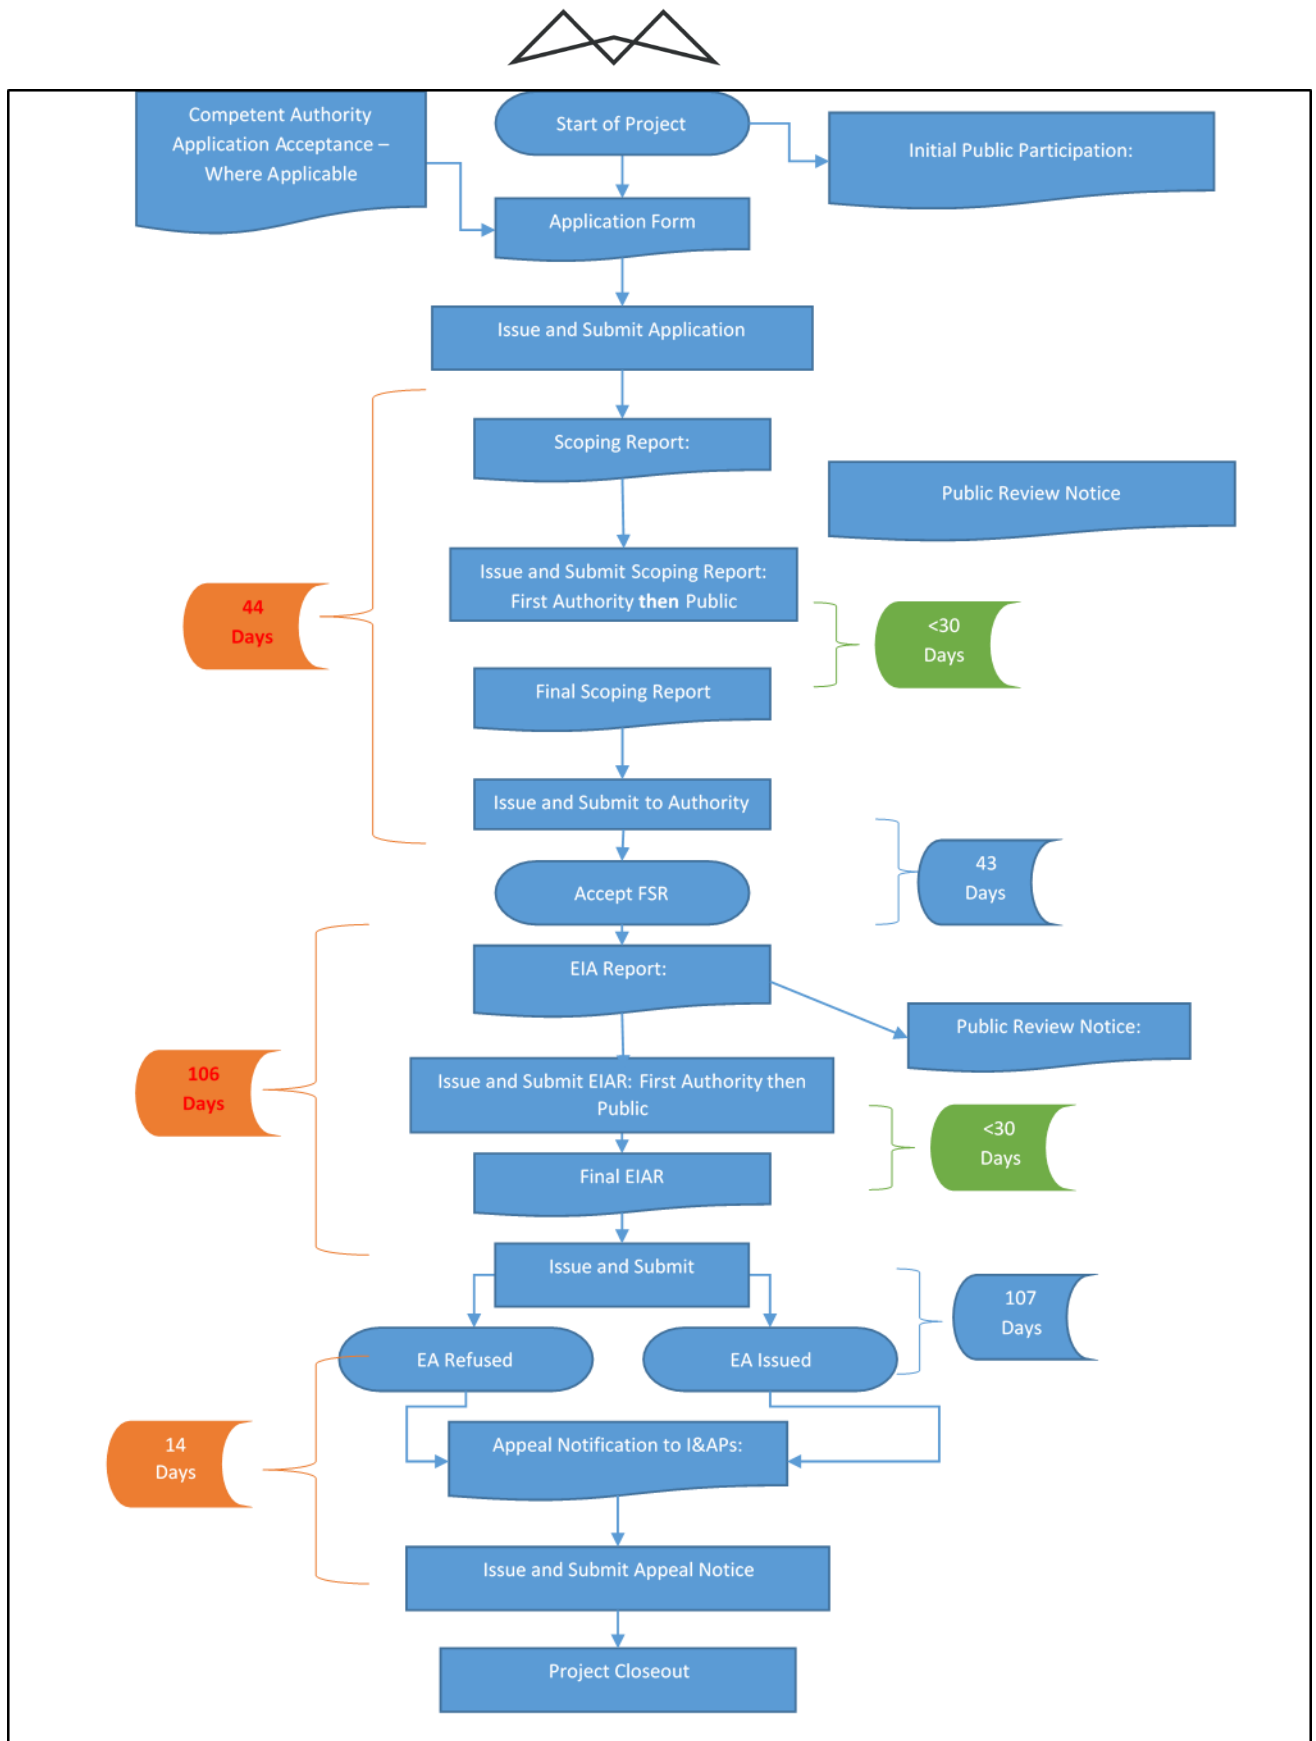 Competent Authority
Application Acceptance –
Where Applicable
Start of Project
Initial Public Participation:
Application Form
Issue and Submit Application
Scoping Report:
Public Review Notice
Issue and Submit Scoping Report:
First Authority then Public
44
Days
<30
Days
Final Scoping Report
Issue and Submit to Authority
43
Days
Accept FSR
EIA Report:
Public Review Notice:
106
Days
Issue and Submit EIAR: First Authority then
Public
<30
Days
Final EIAR
Issue and Submit
107
Days
EA Refused
EA Issued
14
Days
Appeal Notification to I&APs:
Issue and Submit Appeal Notice
Project Closeout